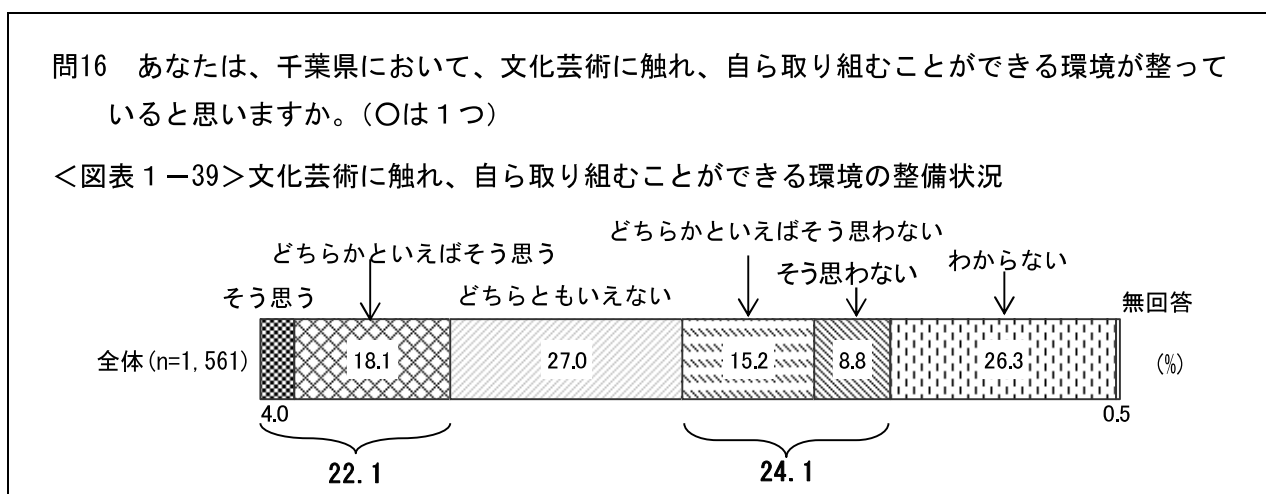 問16　あなたは、千葉県において、文化芸術に触れ、自ら取り組むことができる環境が整って
いると思いますか。（〇は１つ）
＜図表１－39＞文化芸術に触れ、自ら取り組むことができる環境の整備状況
どちらかといえばそう思わない
どちらかといえばそう思う
そう思わない
わからない
そう思う
どちらともいえない
無回答
全体(n=1,561)
18.1
27.0
15.2
8.8
26.3
(%)
4.0
0.5
22.1
24.1